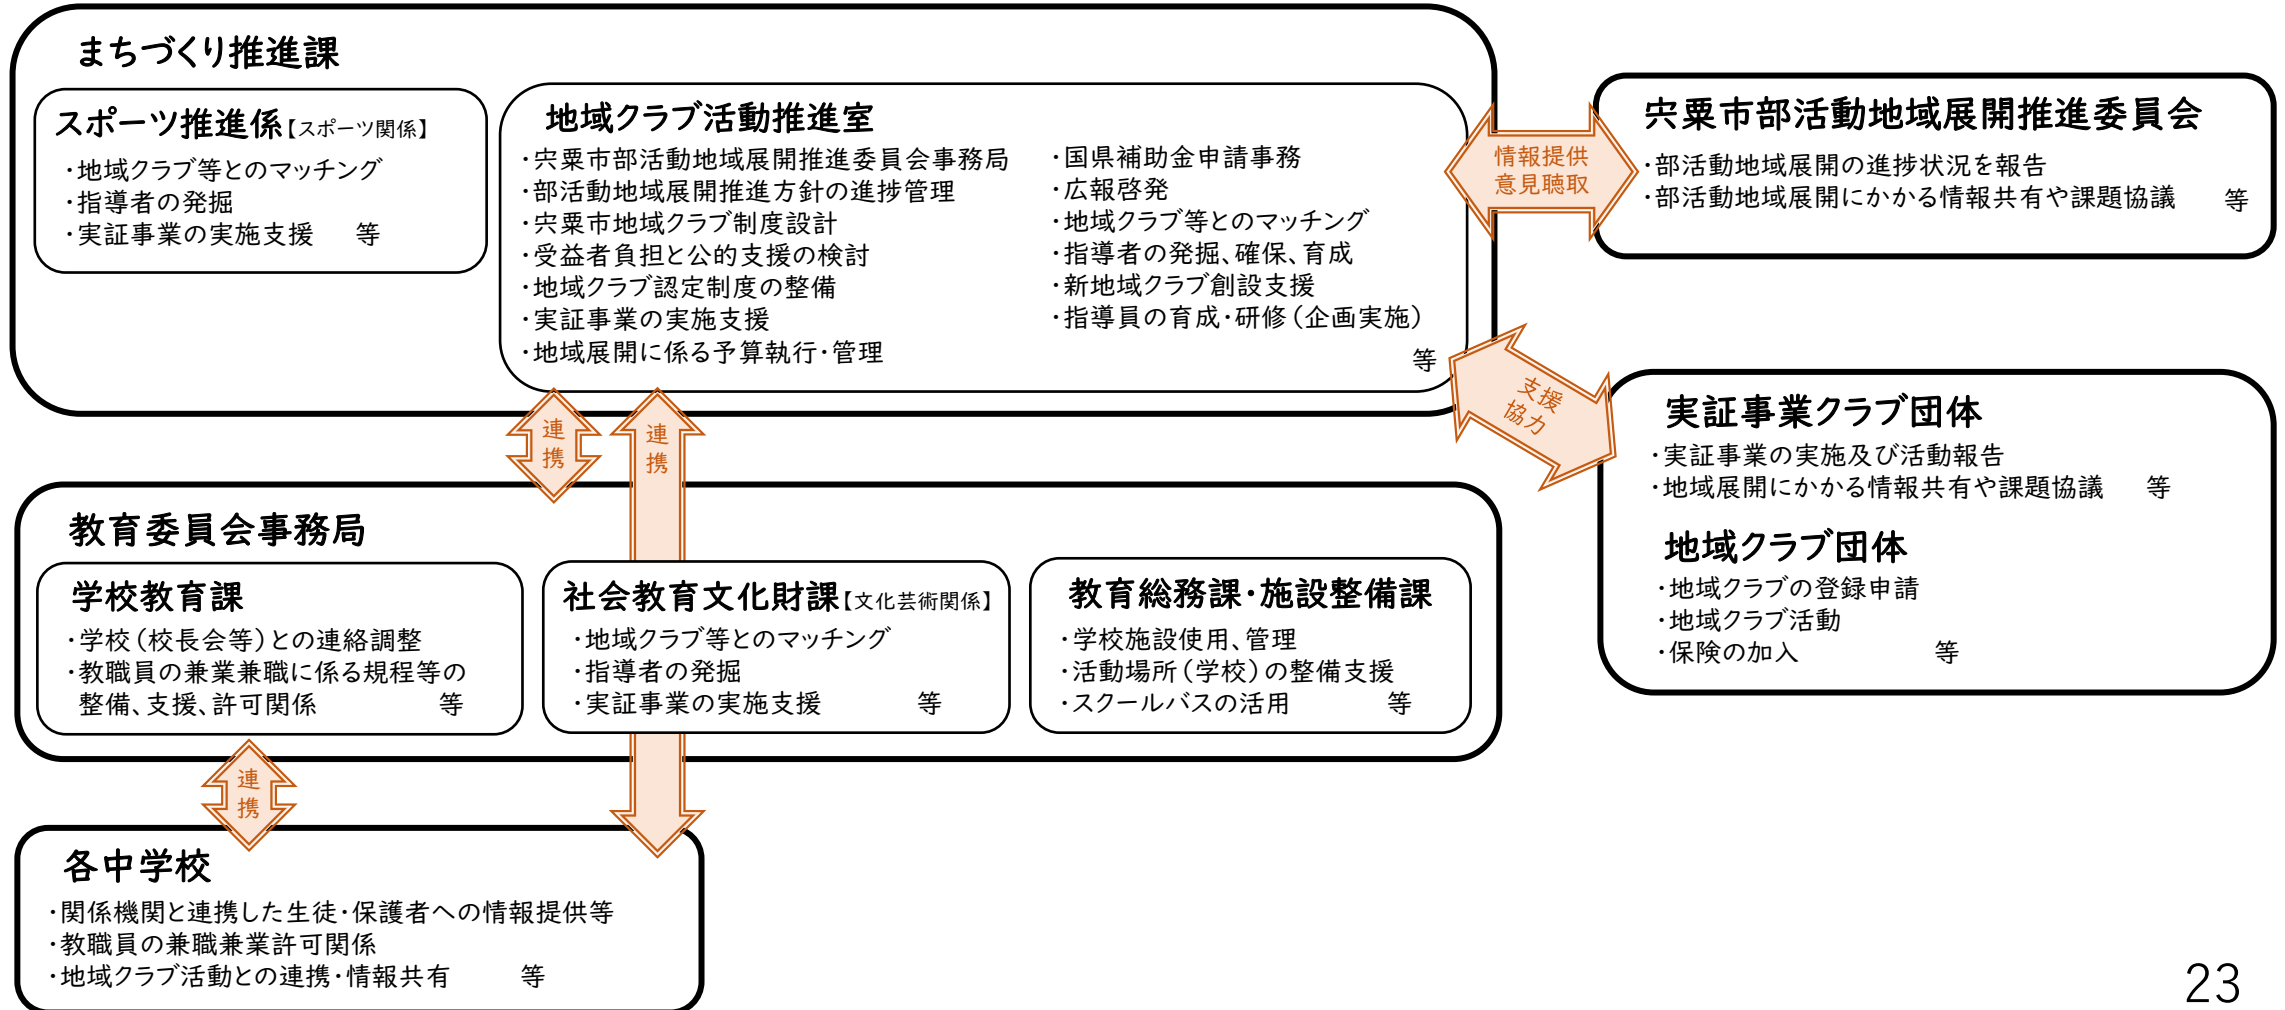 まちづくり推進課
スポーツ推進係【スポーツ関係】
・地域クラブ等とのマッチング
・指導者の発掘
・実証事業の実施支援 等
地域クラブ活動推進室
・宍粟市部活動地域展開推進委員会事務局
・部活動地域展開推進方針の進捗管理
・宍粟市地域クラブ制度設計
・受益者負担と公的支援の検討
・地域クラブ認定制度の整備
・実証事業の実施支援
・地域展開に係る予算執行・管理
・国県補助金申請事務
・広報啓発
・地域クラブ等とのマッチング
・指導者の発掘、確保、育成
・新地域クラブ創設支援
・指導員の育成・研修（企画実施）
等
情報提供
意見聴取
宍粟市部活動地域展開推進委員会
・部活動地域展開の進捗状況を報告
・部活動地域展開にかかる情報共有や課題協議 等
支援
協力
実証事業クラブ団体
・実証事業の実施及び活動報告
・地域展開にかかる情報共有や課題協議 等
地域クラブ団体
・地域クラブの登録申請
・地域クラブ活動
・保険の加入 等
連携
連携
教育委員会事務局
学校教育課
・学校（校長会等）との連絡調整
・教職員の兼業兼職に係る規程等の
整備、支援、許可関係 等
社会教育文化財課【文化芸術関係】
・地域クラブ等とのマッチング
・指導者の発掘
・実証事業の実施支援 等
教育総務課・施設整備課
・学校施設使用、管理
・活動場所（学校）の整備支援
・スクールバスの活用 等
連携
各中学校
・関係機関と連携した生徒・保護者への情報提供等
・教職員の兼職兼業許可関係
・地域クラブ活動との連携・情報共有 等
23